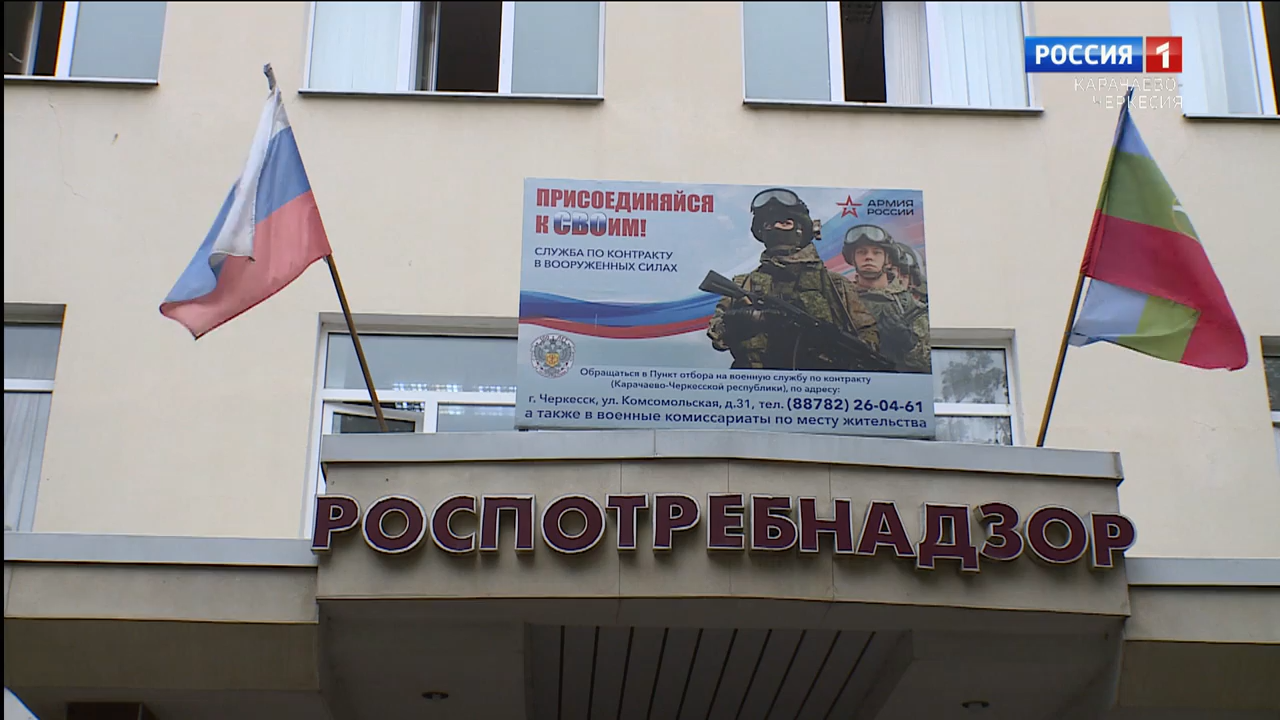 РОССИЯ 1
КАРАЧАЕВО-
ЧЕРКЕСИЯ
ПРИСОЕДИНЯЙСЯ
К СВОИМ!
АРМИЯ
РОССИИ
СЛУЖБА ПО КОНТРАКТУ
В ВООРУЖЕННЫХ СИЛАХ
Обращаться в Пункт отбора на военную службу по контракту
(Карачаево-Черкесской республики), по адресу:
г. Черкесск, ул. Комсомольская, д.31, тел. (88782) 26-04-61
а также в военные комиссариаты по месту жительства
РОСПОТРЕБНАДЗОР